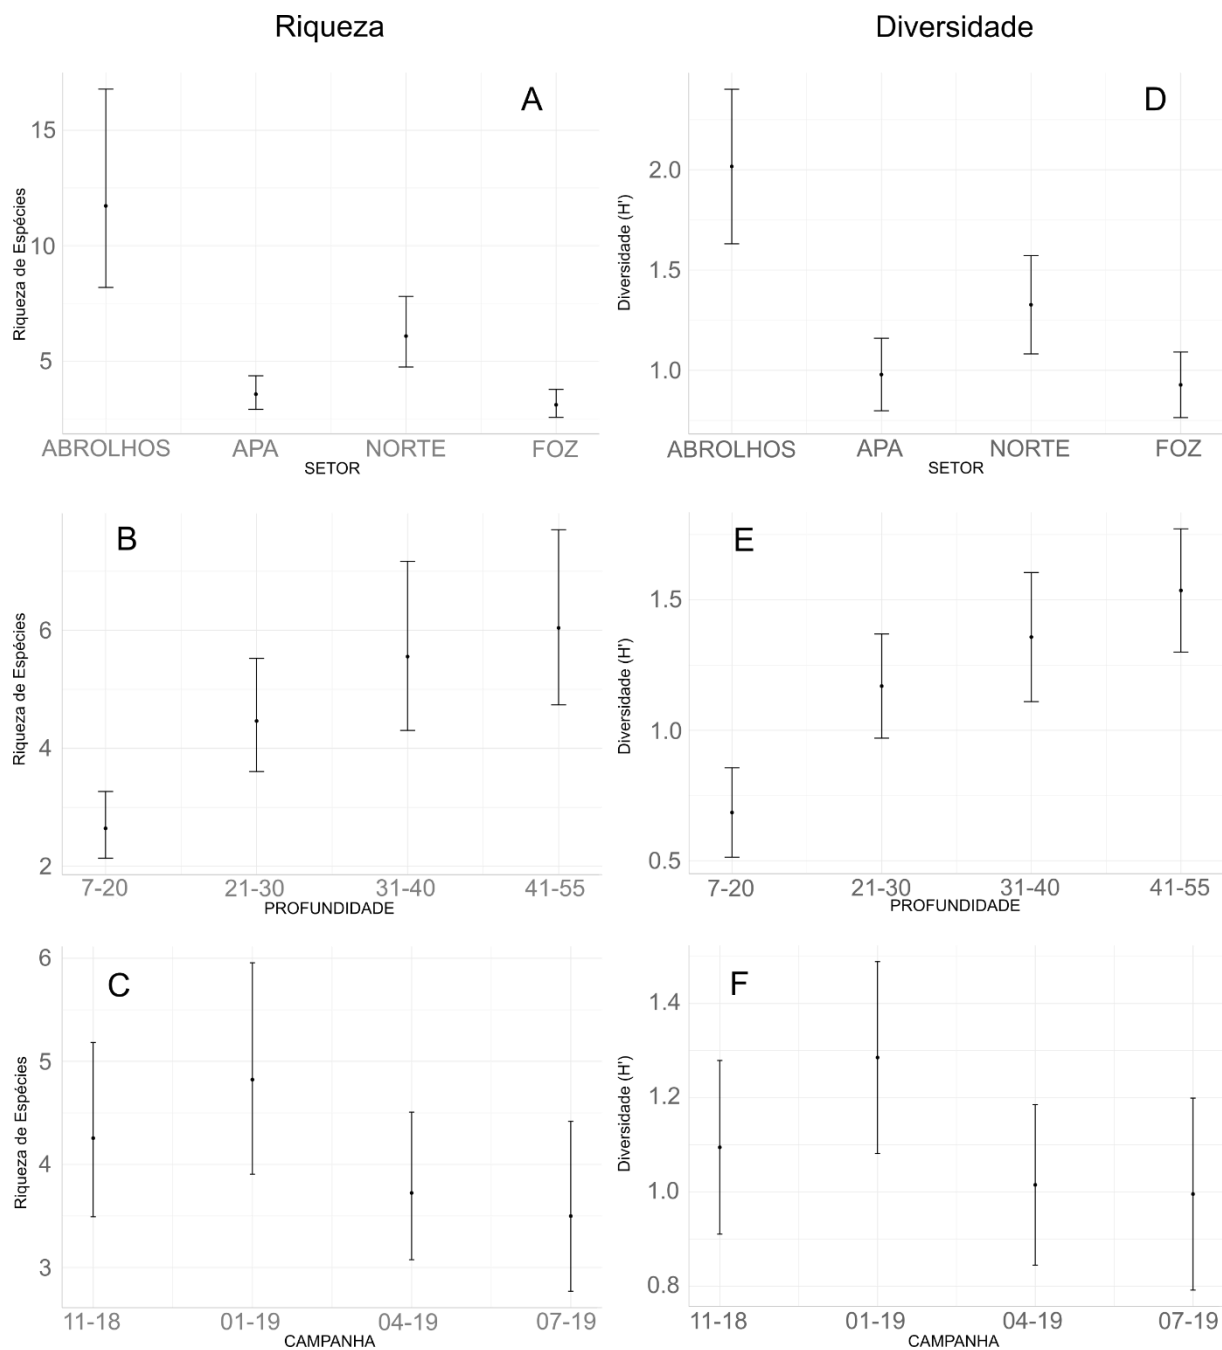 Riqueza
Diversidade
A
Riqueza de Espécies
15
10
5
ABROLHOS APA NORTE FOZ
SETOR
D
Diversidade (H')
2.0
1.5
1.0
ABROLHOS APA NORTE FOZ
SETOR
B
Riqueza de Espécies
6
4
2
7-20 21-30 31-40 41-55
PROFUNDIDADE
E
Diversidade (H')
1.5
1.0
0.5
7-20 21-30 31-40 41-55
PROFUNDIDADE
C
Riqueza de Espécies
6
5
4
3
11-18 01-19 04-19 07-19
CAMPANHA
F
Diversidade (H')
1.4
1.2
1.0
0.8
11-18 01-19 04-19 07-19
CAMPANHA